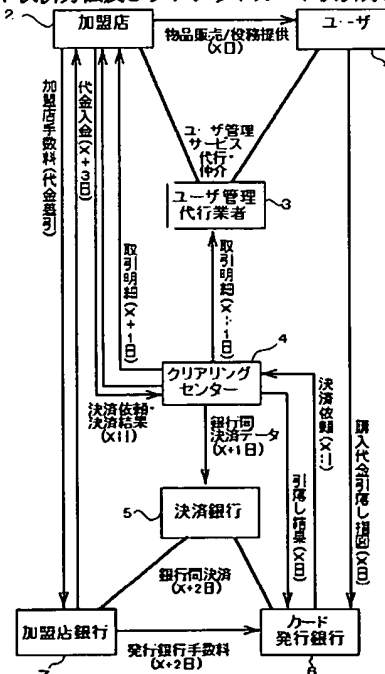 2
加盟店
物品販売/役務提供
(X日)
ユーザ
加盟店手数料(代金差引)
代金入金(X+3日)
ユーザ管理
サービス
代行・
仲介
ユーザ管理
代行業者
3
取引明細(X+1日)
取引明細(X+1日)
4
クリアリング
センター
決済依頼・
決済結果
銀行間
決済データ
(X+1日)
決済依頼
引落し結果(X日)
購入代金引落し指図(X日)
5
決済銀行
銀行間決済
(X+2日)
加盟店銀行
発行銀行手数料
(X+2日)
カード
発行銀行
7
6